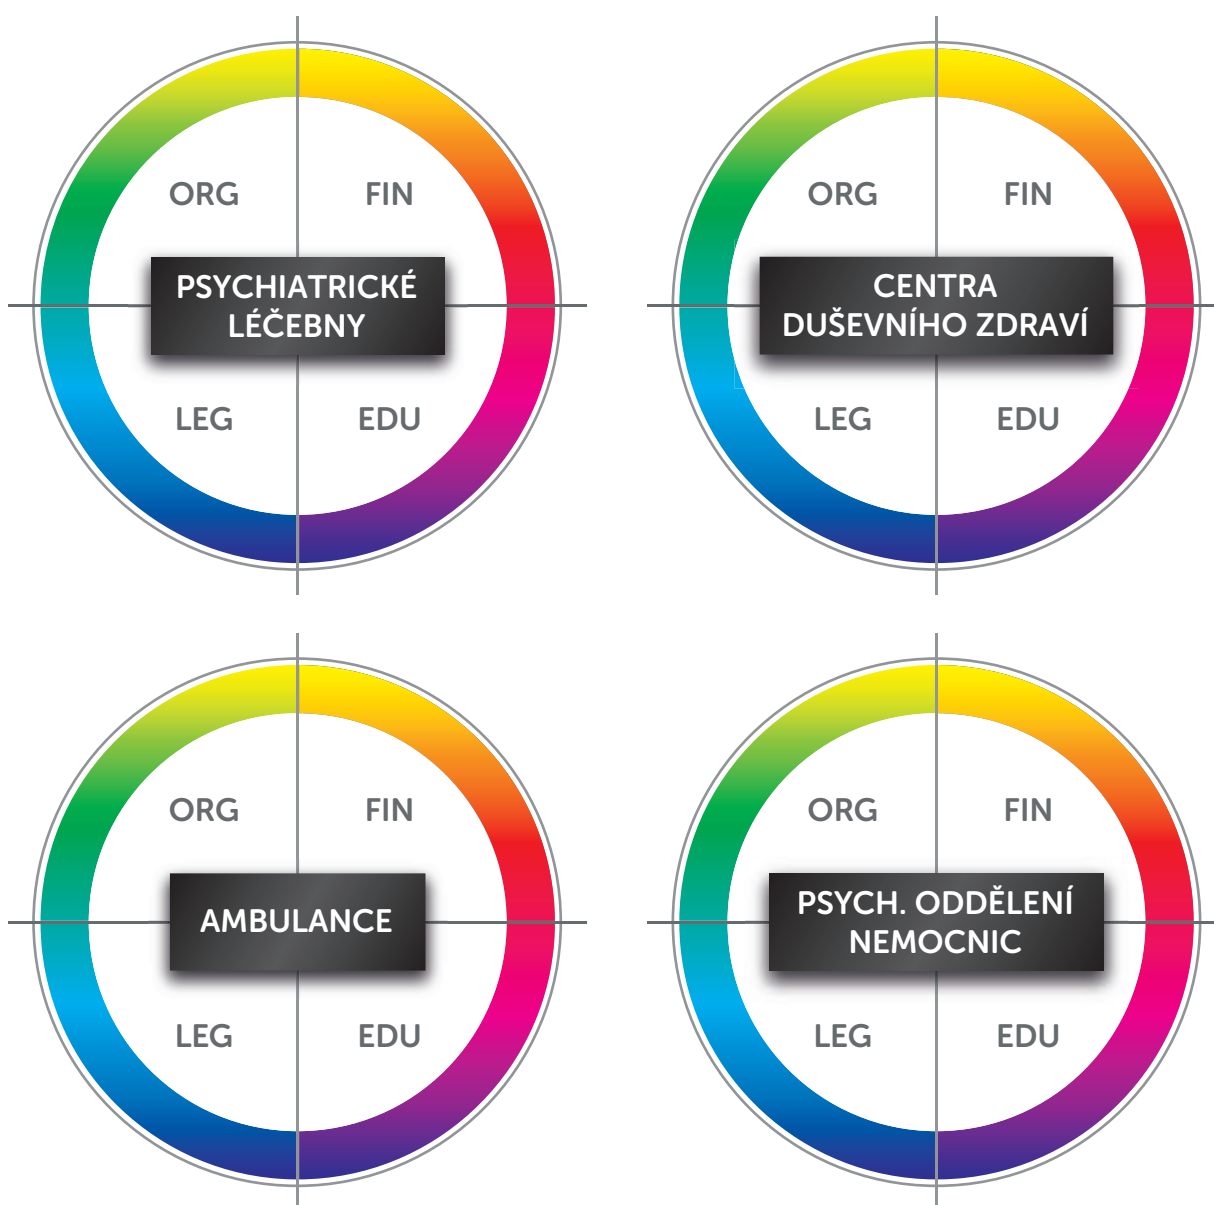 ORG
FIN
PSYCHIATRICKÉ
LÉČEBNY
LEG
EDU
ORG
FIN
CENTRA
DUŠEVNÍHO ZDRAVÍ
LEG
EDU
ORG
FIN
AMBULANCE
LEG
EDU
ORG
FIN
PSYCH. ODDĚLENÍ
NEMOCNIC
LEG
EDU